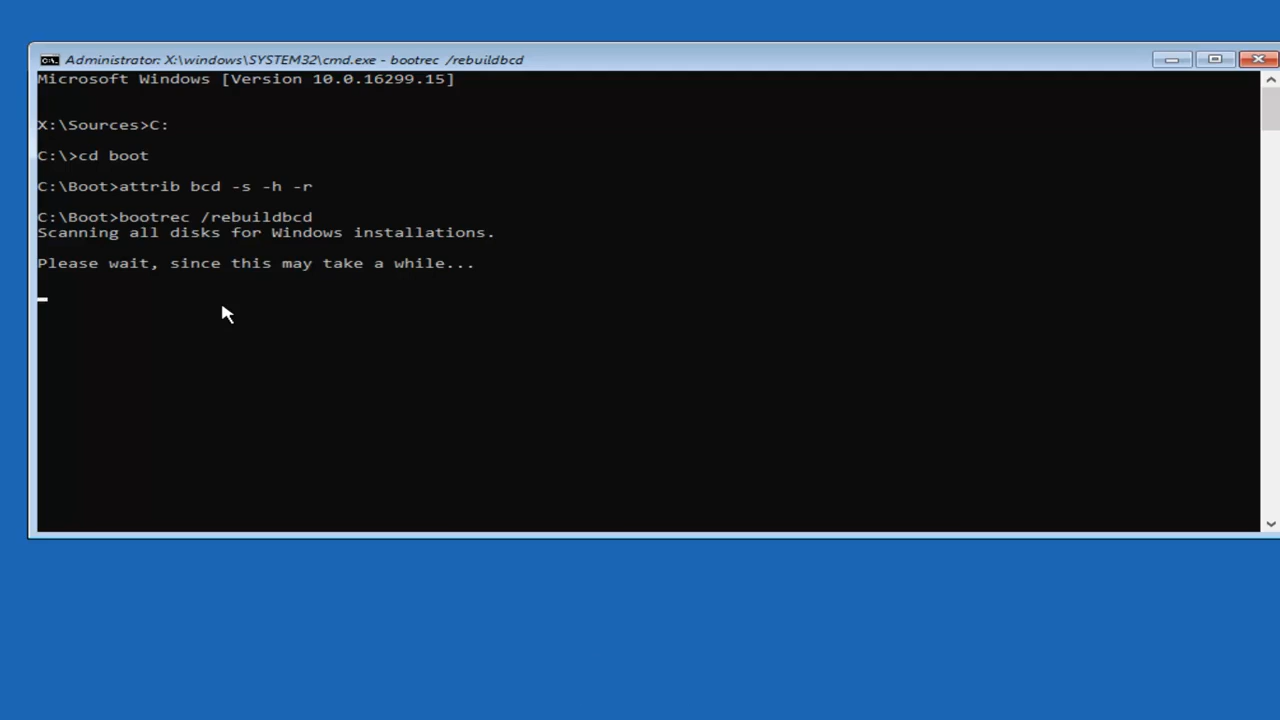 Administrator: X:\windows\SYSTEM32\cmd.exe - bootrec /rebuildbcd
Microsoft Windows [Version 10.0.16299.15]
X:\Sources>C:
C:\>cd boot
C:\Boot>attrib bcd -s -h -r
C:\Boot>bootrec /rebuildbcd
Scanning all disks for Windows installations.
Please wait, since this may take a while...